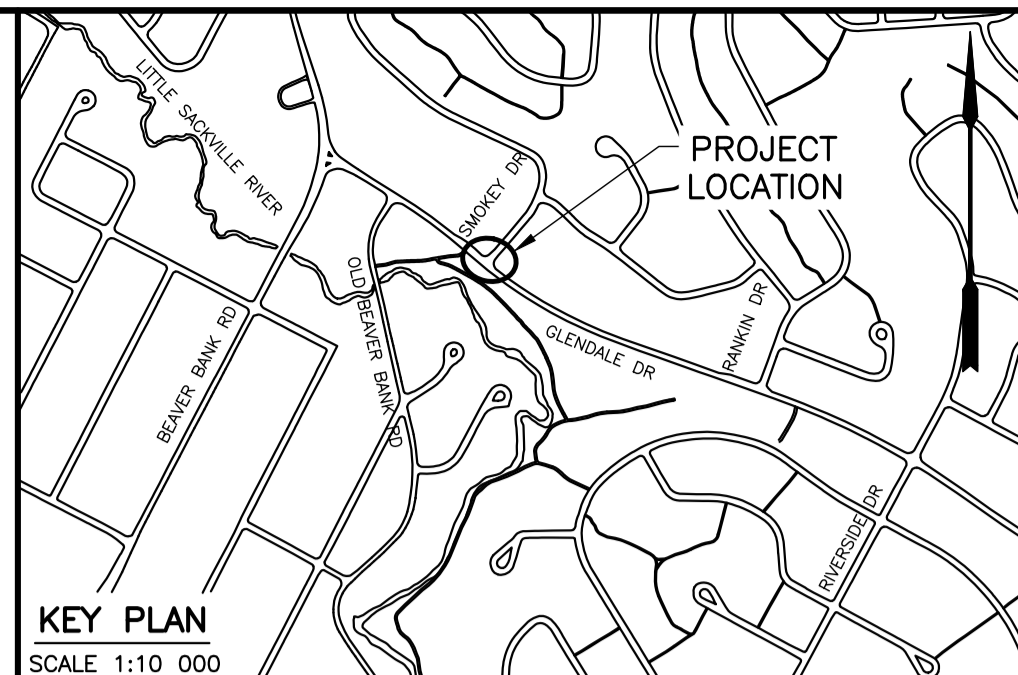 LITTLE SACKVILLE RIVER
SMOKEY DR
PROJECT
LOCATION
OLD BEAVER BANK RD
BEAVER BANK RD
GLENDALE DR
RANKIN DR
RIVERSIDE DR
KEY PLAN
SCALE 1:10 000